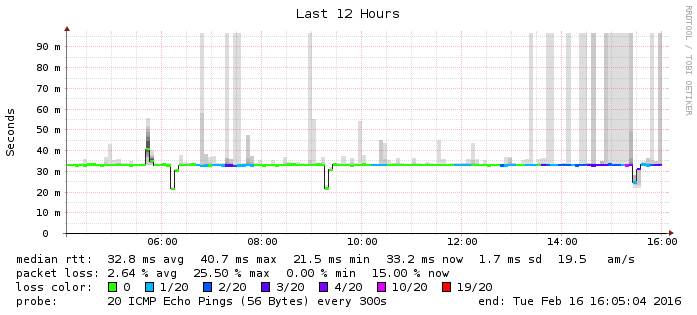 Last 12 Hours
RRDTOOL / TOBI OETIKER
Seconds
90 m
80 m
70 m
60 m
50 m
40 m
30 m
20 m
10 m
0
06:00 08:00 10:00 12:00 14:00 16:00
median rtt: 32.8 ms avg 40.7 ms max 21.5 ms min 33.2 ms now 1.7 ms sd 19.5 am/s
packet loss: 2.64 % avg 25.50 % max 0.00 % min 15.00 % now
loss color: 0 1/20 2/20 3/20 4/20 10/20 19/20
probe: 20 ICMP Echo Pings (56 Bytes) every 300s end: Tue Feb 16 16:05:04 2016